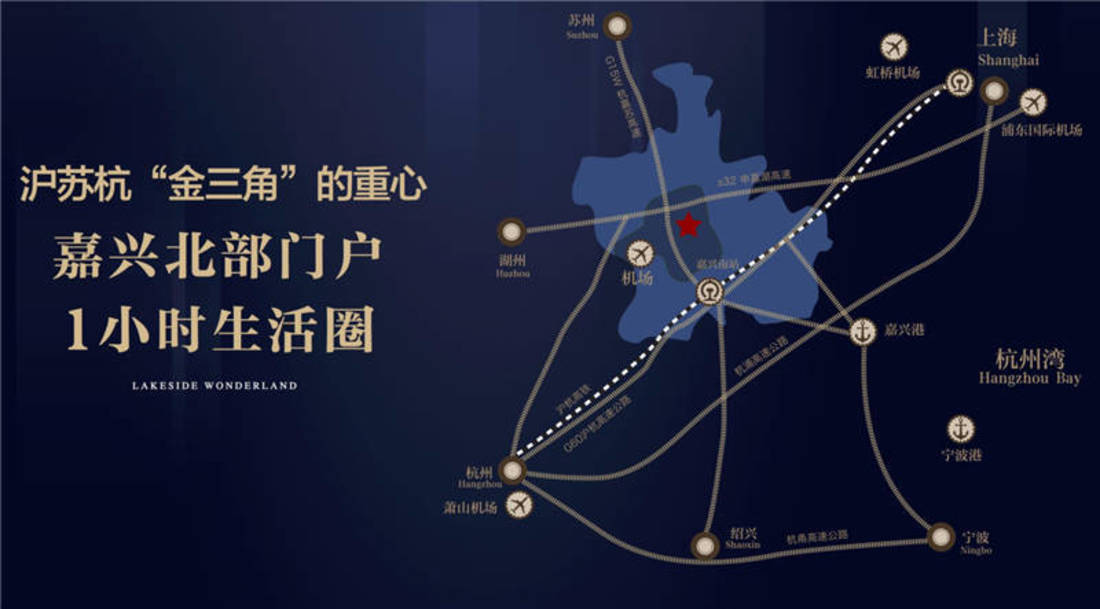 沪苏杭“金三角”的重心
嘉兴北部门户
1小时生活圈
LAKESIDE WONDERLAND
苏州
Suzhou
虹桥机场
上海
Shanghai
浦东国际机场
s32 申嘉湖高速
湖州
Huzhou
机场
嘉兴南站
嘉兴港
杭州湾
Hangzhou Bay
杭浦高速公路
沪杭高铁
G60沪杭高速公路
宁波港
杭州
Hangzhou
萧山机场
绍兴
Shaoxin
杭甬高速公路
宁波
Ningbo